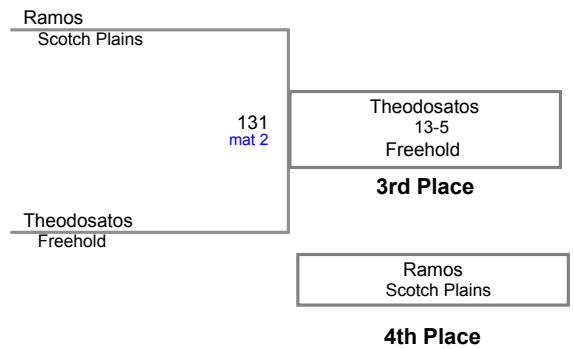 Ramos
Scotch Plains
131
mat 2
Theodosatos
13-5
Freehold
3rd Place
Theodosatos
Freehold
Ramos
Scotch Plains
4th Place